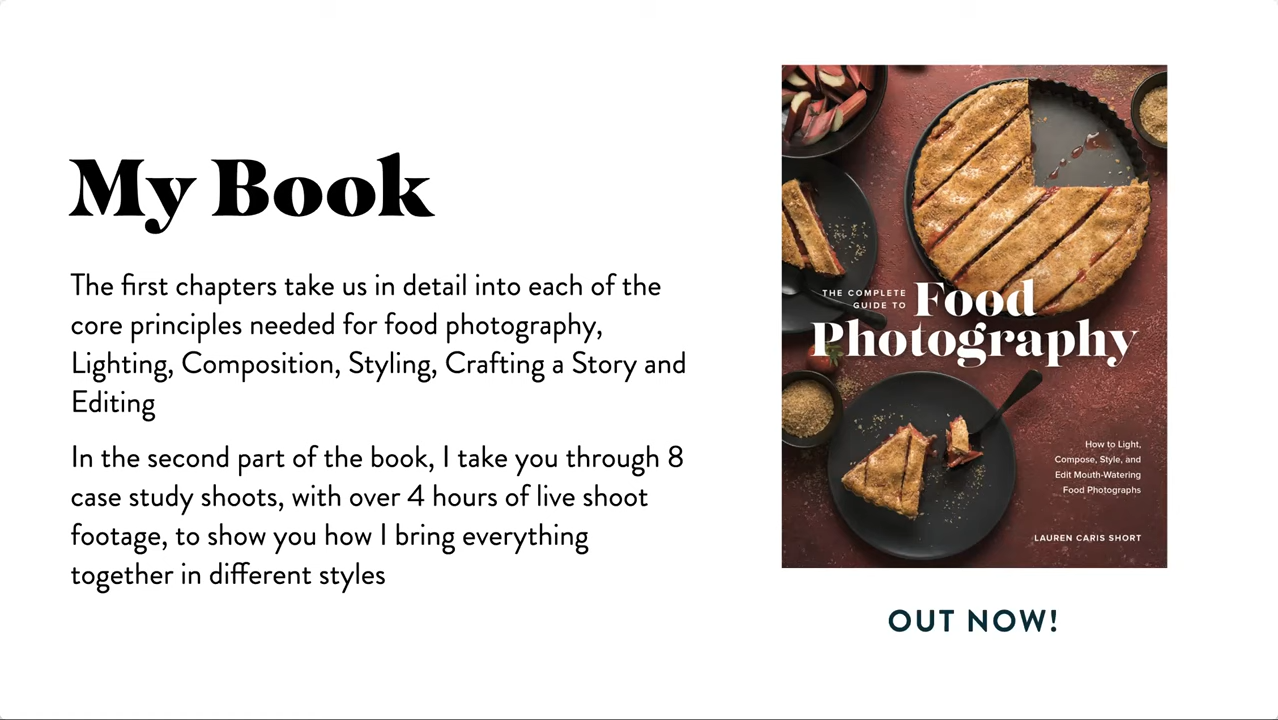 My Book
The first chapters take us in detail into each of the
core principles needed for food photography,
Lighting, Composition, Styling, Crafting a Story and
Editing
In the second part of the book, I take you through 8
case study shoots, with over 4 hours of live shoot
footage, to show you how I bring everything
together in different styles
THE COMPLETE
GUIDE TO
Food
Photography
How to Light,
Compose, Style, and
Edit Mouth-Watering
Food Photographs
LAUREN CARIS SHORT
OUT NOW!